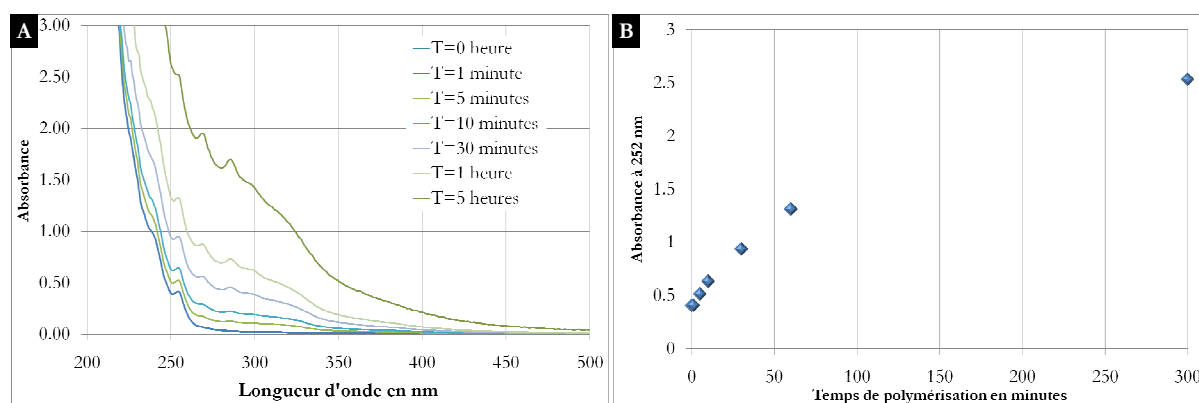 A
3.00
2.50
2.00
1.50
1.00
0.50
0.00
Absorbance
200 250 300 350 400 450 500
Longueur d'onde en nm
T=0 heure
T=1 minute
T=5 minutes
T=10 minutes
T=30 minutes
T=1 heure
T=5 heures
B
3
2.5
2
1.5
1
0.5
0
Absorbance à 252 nm
0 50 100 150 200 250 300
Temps de polymérisation en minutes